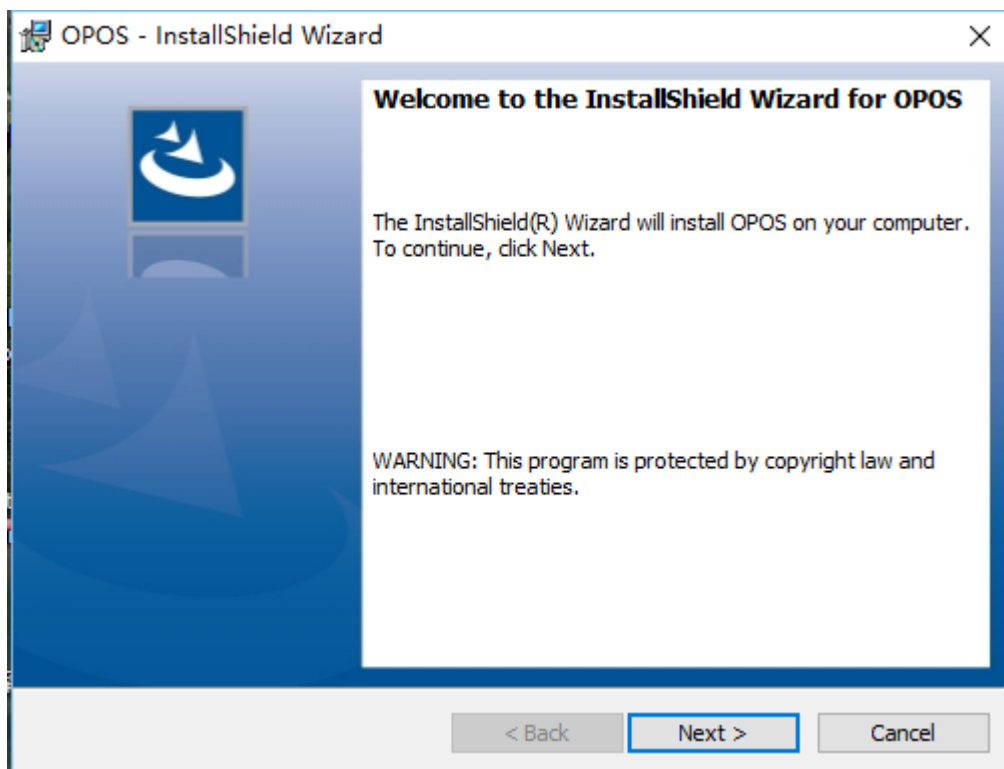 OPOS - InstallShield Wizard
Welcome to the InstallShield Wizard for OPOS
The InstallShield(R) Wizard will install OPOS on your computer.
To continue, click Next.
WARNING: This program is protected by copyright law and
international treaties.
< Back
Next >
Cancel